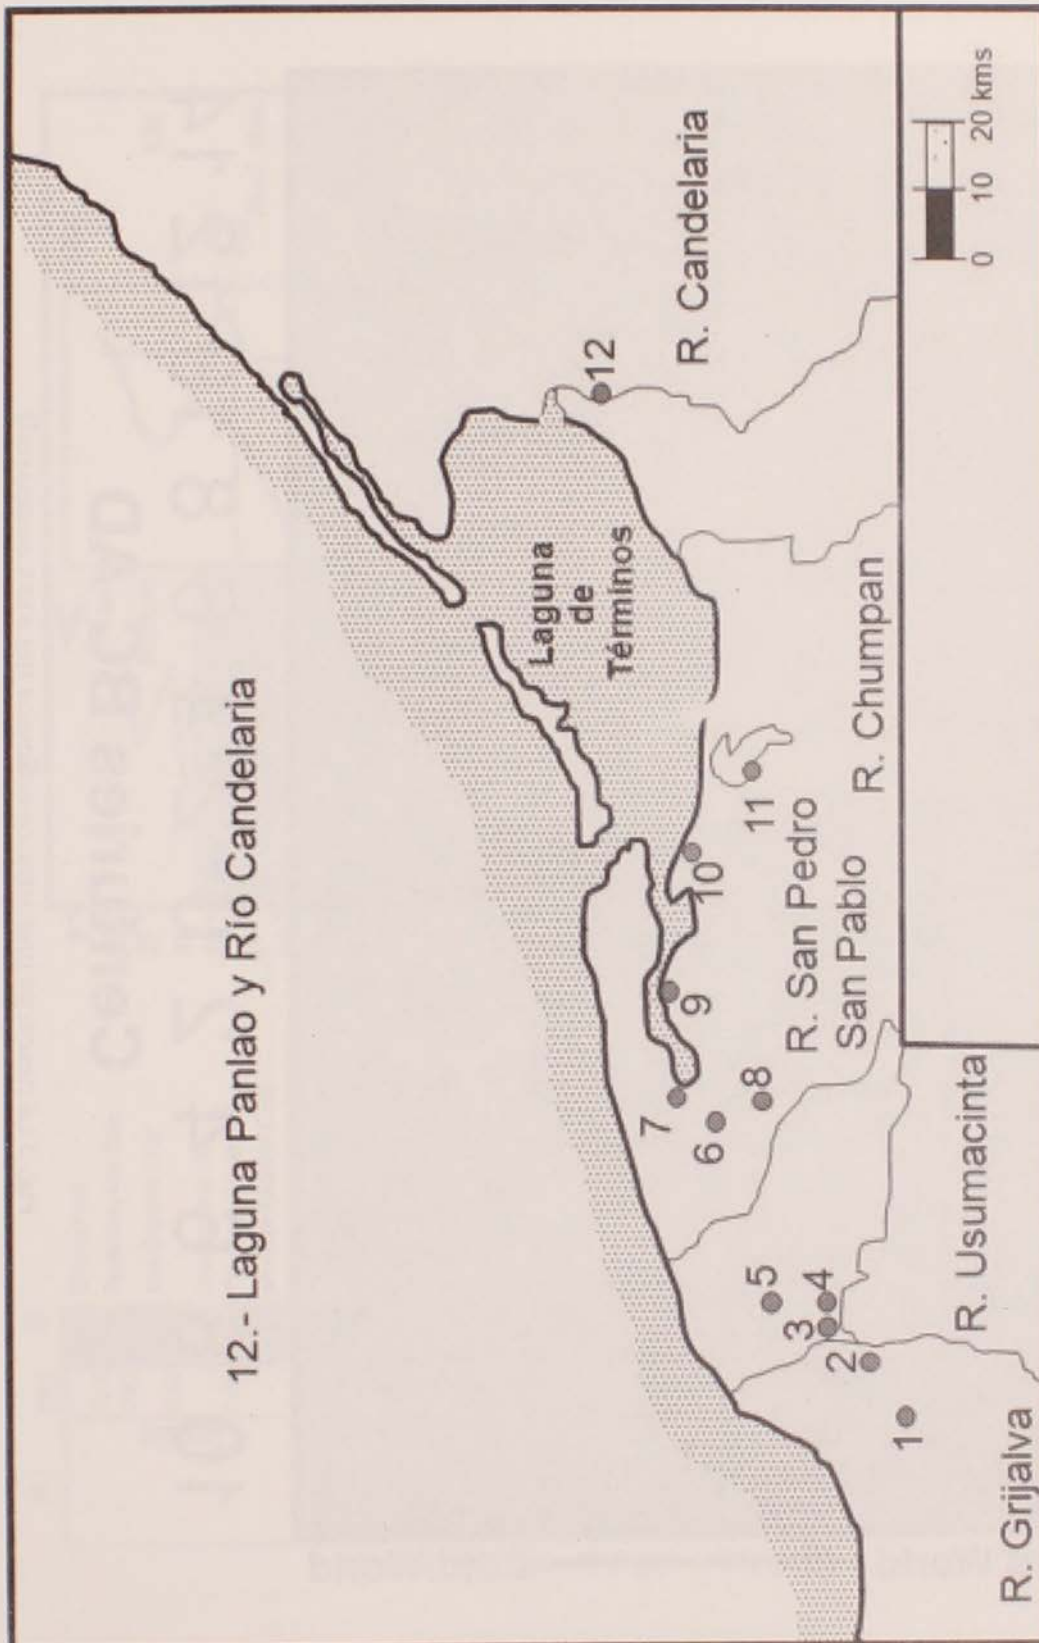 12.- Laguna Panlao y Río Candelaria
Laguna
de
Términos
R. Candelaria
12
11
10
9
8
7
6
5
4
3
2
1
R. San Pedro
San Pablo
R. Chumpan
R. Usumacinta
R. Grijalva
0 10 20 kms